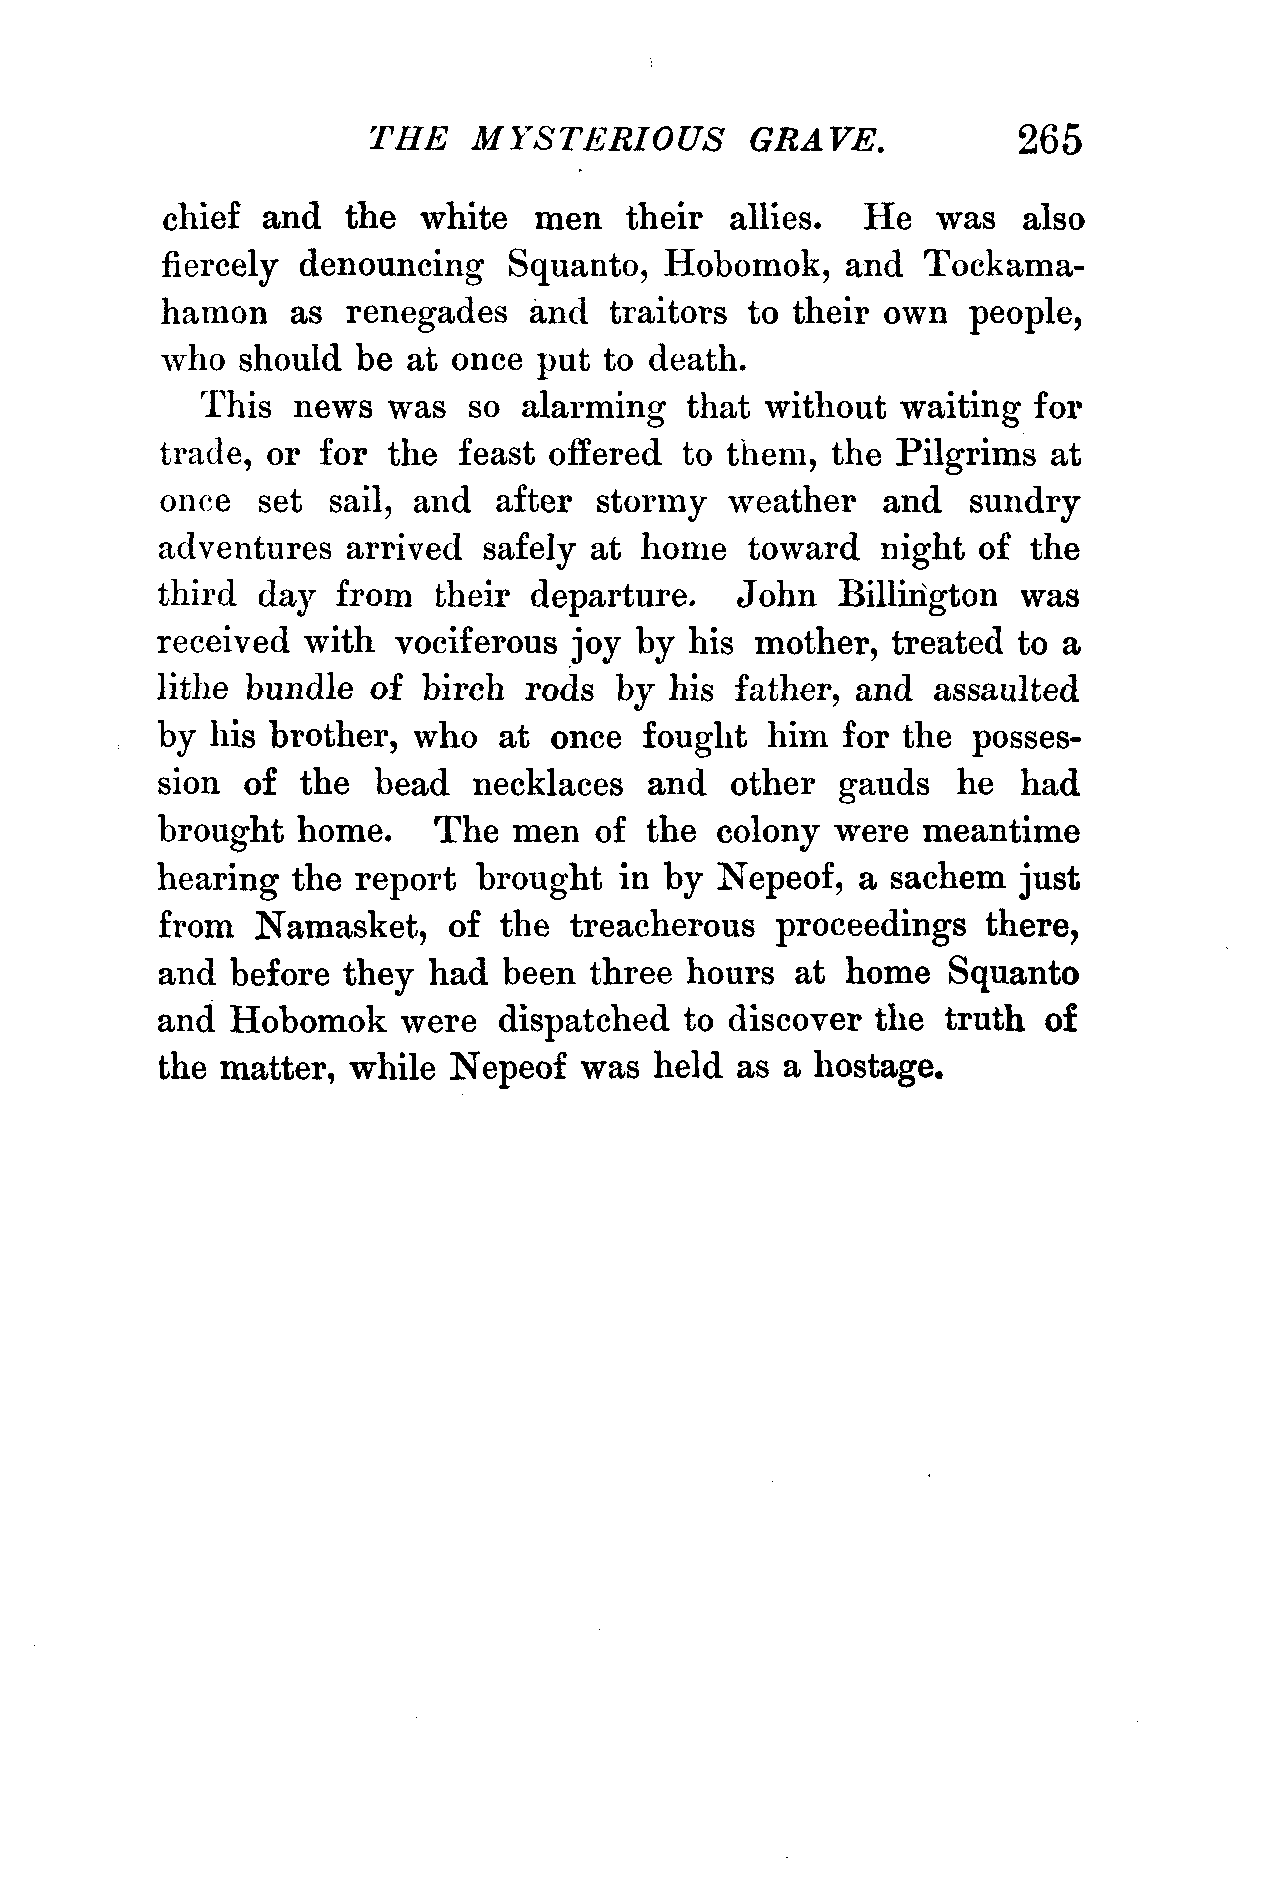 THE MYSTERIOUS GRAVE. 265
chief and the white men their allies. He was also
fiercely denouncing Squanto, Hobomok, and Tockama-
hamon as renegades and traitors to their own people,
who should be at once put to death.
This news was so alarming that without waiting for
trade, or for the feast offered to them, the Pilgrims at
once set sail, and after stormy weather and sundry
adventures arrived safely at home toward night of the
third day from their departure. John Billington was
received with vociferous joy by his mother, treated to a
lithe bundle of birch rods by his father, and assaulted
by his brother, who at once fought him for the posses-
sion of the bead necklaces and other gauds he had
brought home. The men of the colony were meantime
hearing the report brought in by Nepeof, a sachem just
from Namasket, of the treacherous proceedings there,
and before they had been three hours at home Squanto
and Hobomok were dispatched to discover the truth of
the matter, while Nepeof was held as a hostage.